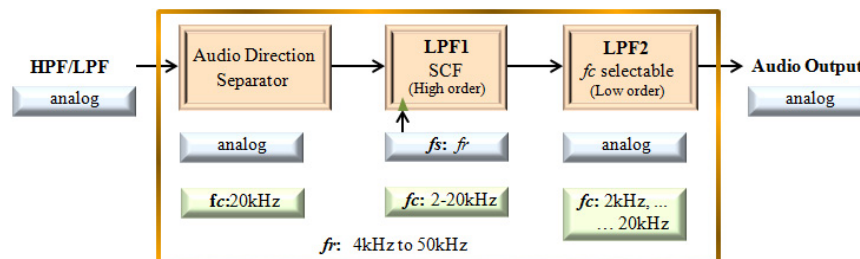 HPF/LPF
analog
Audio Direction
Separator
analog
fc:20kHz
LPF1
SCF
(High order)
fs: fr
fc: 2-20kHz
LPF2
fc selectable
(Low order)
analog
fc: 2kHz, ...
... 20kHz
Audio Output
analog
fr: 4kHz to 50kHz